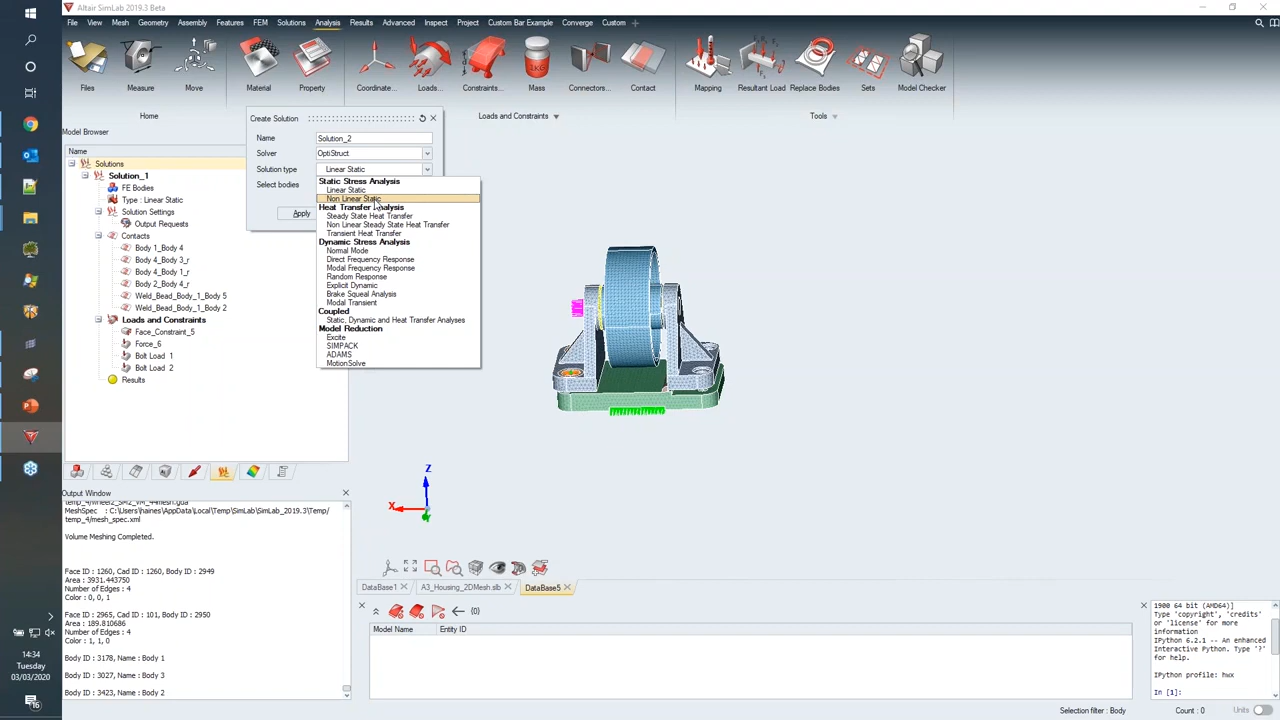 Altair SimLab 2019.3 Beta
File View Mesh Geometry Assembly Features FEM Solutions Analysis Results Advanced Inspect Project Custom Bar Example Converge Custom
Files Measure Move Material Property Coordinate... Loads... Constraints... Mass Connectors... Contact Mapping Resultant Load Replace Bodies Sets Model Checker
Home Loads and Constraints Tools
Model Browser
Name
Solutions
Solution_1
FE Bodies
Type : Linear Static
Solution Settings
Output Requests
Contacts
Body 1_Body 4
Body 4_Body 3_r
Body 4_Body 1_r
Body 2_Body 4_r
Weld_Bead_Body_1_Body 5
Weld_Bead_Body_1_Body 2
Loads and Constraints
Face_Constraint_5
Force_6
Bolt Load 1
Bolt Load 2
Results
Create Solution
Name Solution_2
Solver OptiStruct
Solution type Linear Static
Select bodies
Apply
Static Stress Analysis
Linear Static
Non Linear Static
Heat Transfer Analysis
Steady State Heat Transfer
Non Linear Steady State Heat Transfer
Transient Heat Transfer
Dynamic Stress Analysis
Normal Mode
Direct Frequency Response
Modal Frequency Response
Random Response
Explicit Dynamic
Brake Squeal Analysis
Modal Transient
Coupled
Static, Dynamic and Heat Transfer Analyses
Model Reduction
Excite
SIMPACK
ADAMS
MotionSolve
Z
X
Y
Output Window
MeshSpec : C:\Users\haines\AppData\Local\Temp\SimLab\SimLab_2019.3\Temp/
temp_4/mesh_spec.xml
Volume Meshing Completed.
Face ID : 1260, Cad ID : 1260, Body ID : 2949
Area : 3931.443750
Number of Edges : 4
Color : 0, 0, 1
Face ID : 2965, Cad ID : 101, Body ID : 2950
Area : 189.810686
Number of Edges : 4
Color : 1, 1, 0
Body ID : 3178, Name : Body 1
Body ID : 3027, Name : Body 3
Body ID : 3423, Name : Body 2
DataBase1 A3_Housing_2DMesh.slb DataBase5
(0)
Model Name Entity ID
1900 64 bit (AMD64)]
Type 'copyright', 'credits'
or 'license' for more
information
IPython 6.2.1 -- An enhanced
Interactive Python. Type '?'
for help.
IPython profile: hwx
In [1]:
Selection filter : Body Count : 0 Units
14:34
Tuesday
03/03/2020
16